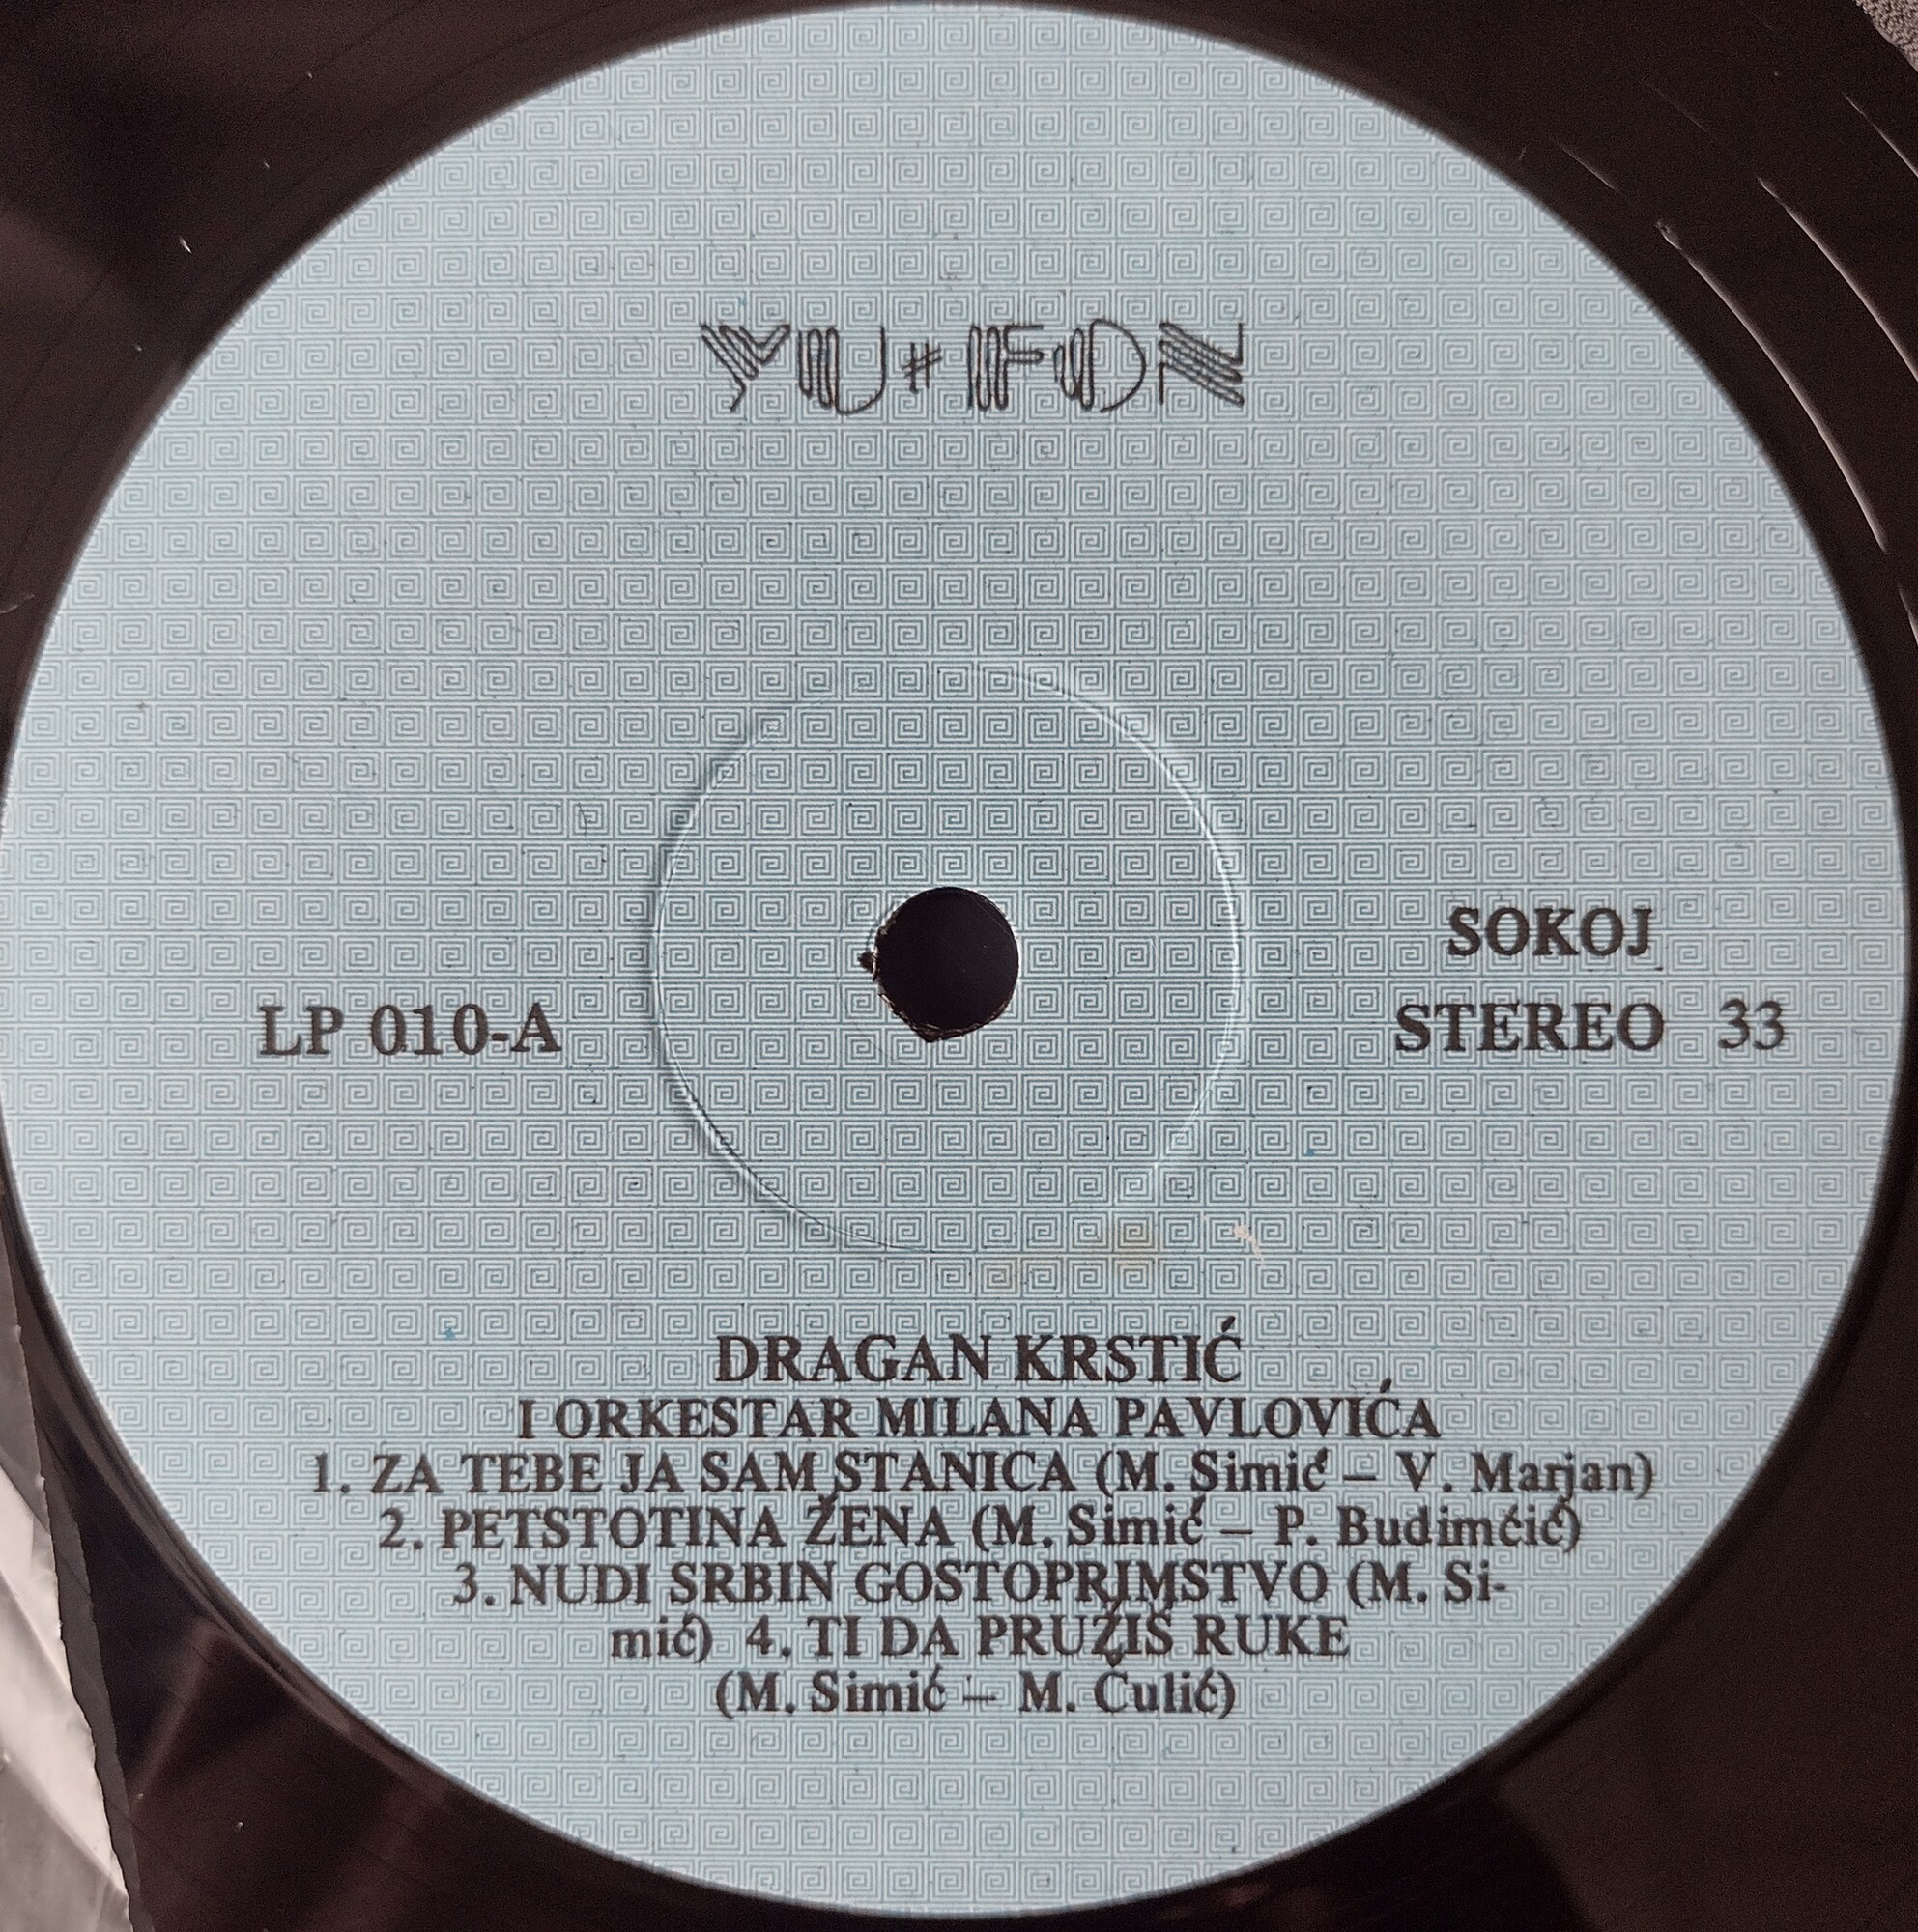 YU#FON
SOKOJ
LP 010-A
STEREO 33
DRAGAN KRSTIĆ
I ORKESTAR MILANA PAVLOVIĆA
1. ZA TEBE JA SAM STANICA (M. Simić – V. Marjan)
2. PETSTOTINA ŽENA (M. Simić – P. Budimćić)
3. NUDI SRBIN GOSTOPRIMSTVO (M. Si-
mić) 4. TI DA PRUŽIŠ RUKE
(M. Simić – M. Čulić)